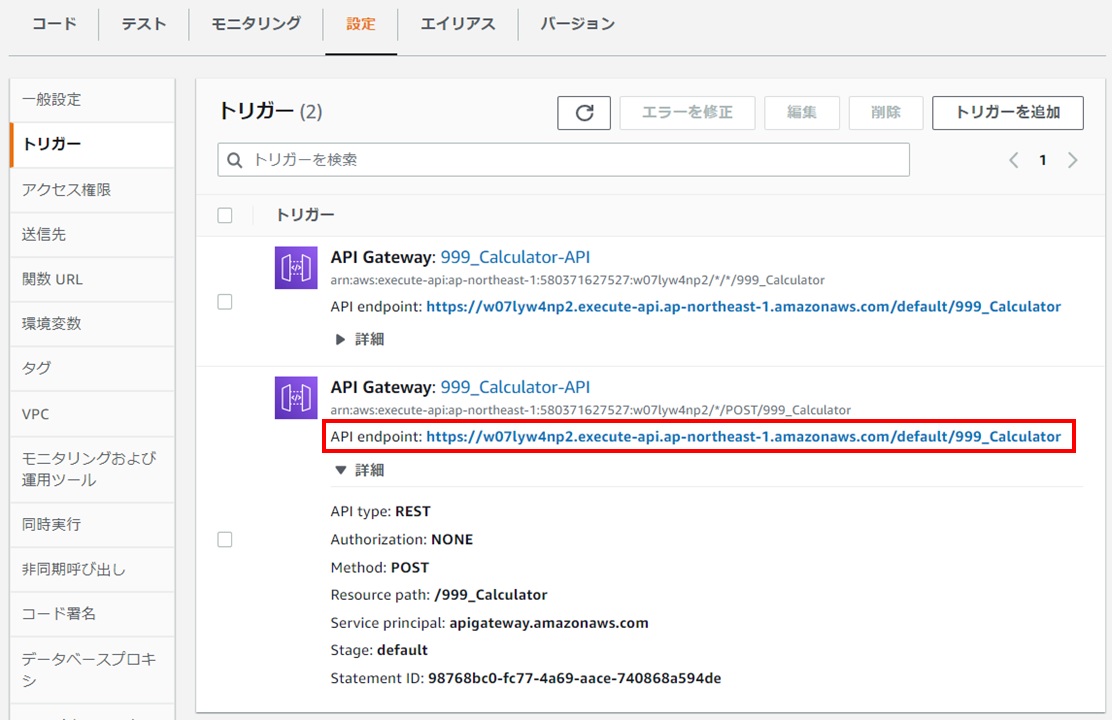 コード テスト モニタリング 設定 エイリアス バージョン
一般設定
トリガー
アクセス権限
送信先
関数 URL
環境変数
タグ
VPC
モニタリングおよび
運用ツール
同時実行
非同期呼び出し
コード署名
データベースプロキ
シ
トリガー (2)
エラーを修正 編集 削除 トリガーを追加
トリガーを検索
1
トリガー
API Gateway: 999_Calculator-API
arn:aws:execute-api:ap-northeast-1:580371627527:w07lyw4np2/*/*/999_Calculator
API endpoint: https://w07lyw4np2.execute-api.ap-northeast-1.amazonaws.com/default/999_Calculator
▶ 詳細
API Gateway: 999_Calculator-API
arn:aws:execute-api:ap-northeast-1:580371627527:w07lyw4np2/*/POST/999_Calculator
API endpoint: https://w07lyw4np2.execute-api.ap-northeast-1.amazonaws.com/default/999_Calculator
▼ 詳細
API type: REST
Authorization: NONE
Method: POST
Resource path: /999_Calculator
Service principal: apigateway.amazonaws.com
Stage: default
Statement ID: 98768bc0-fc77-4a69-aace-740868a594de